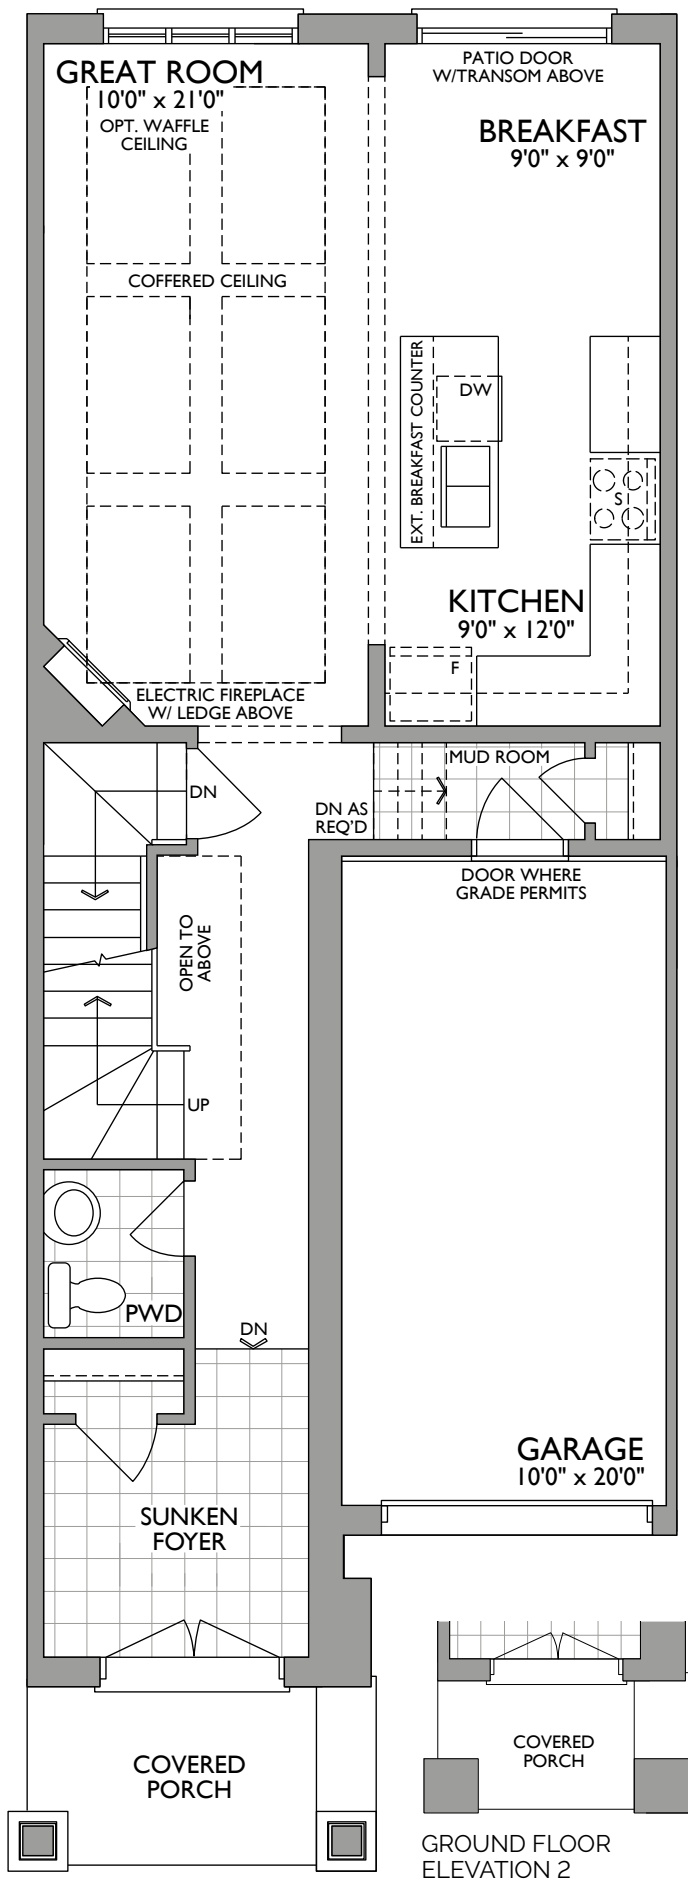 GREAT ROOM
10'0" x 21'0"
OPT. WAFFLE
CEILING
PATIO DOOR
W/TRANSOM ABOVE
BREAKFAST
9'0" x 9'0"
COFFERED CEILING
EXT. BREAKFAST COUNTER
DW
S
KITCHEN
9'0" x 12'0"
F
ELECTRIC FIREPLACE
W/ LEDGE ABOVE
MUD ROOM
DN
DN AS
REQ'D
DOOR WHERE
GRADE PERMITS
OPEN TO
ABOVE
UP
PWD
DN
GARAGE
10'0" x 20'0"
SUNKEN
FOYER
COVERED
PORCH
COVERED
PORCH
GROUND FLOOR
ELEVATION 2